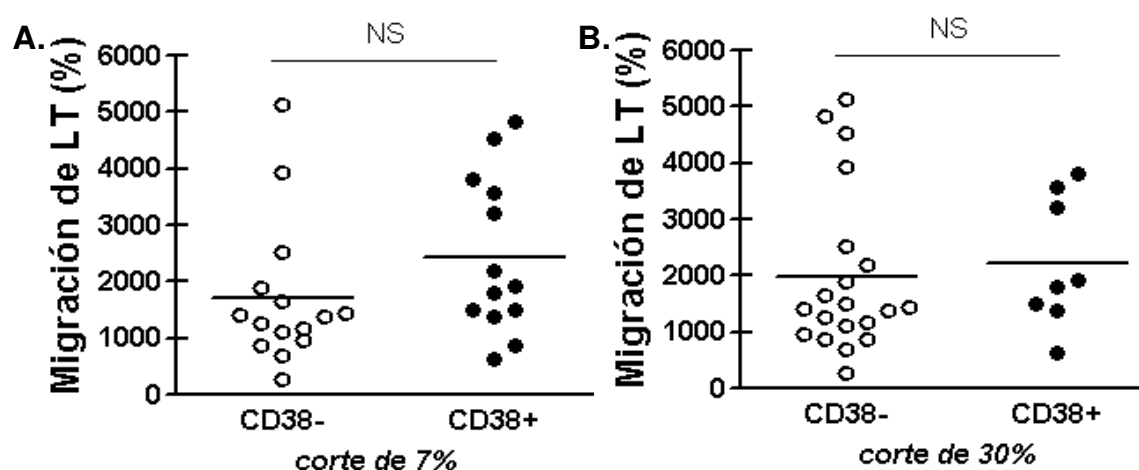 A.
NS
Migración de LT (%)
6000
5000
4000
3000
2000
1000
0
CD38-
CD38+
corte de 7%
B.
NS
Migración de LT (%)
6000
5000
4000
3000
2000
1000
0
CD38-
CD38+
corte de 30%